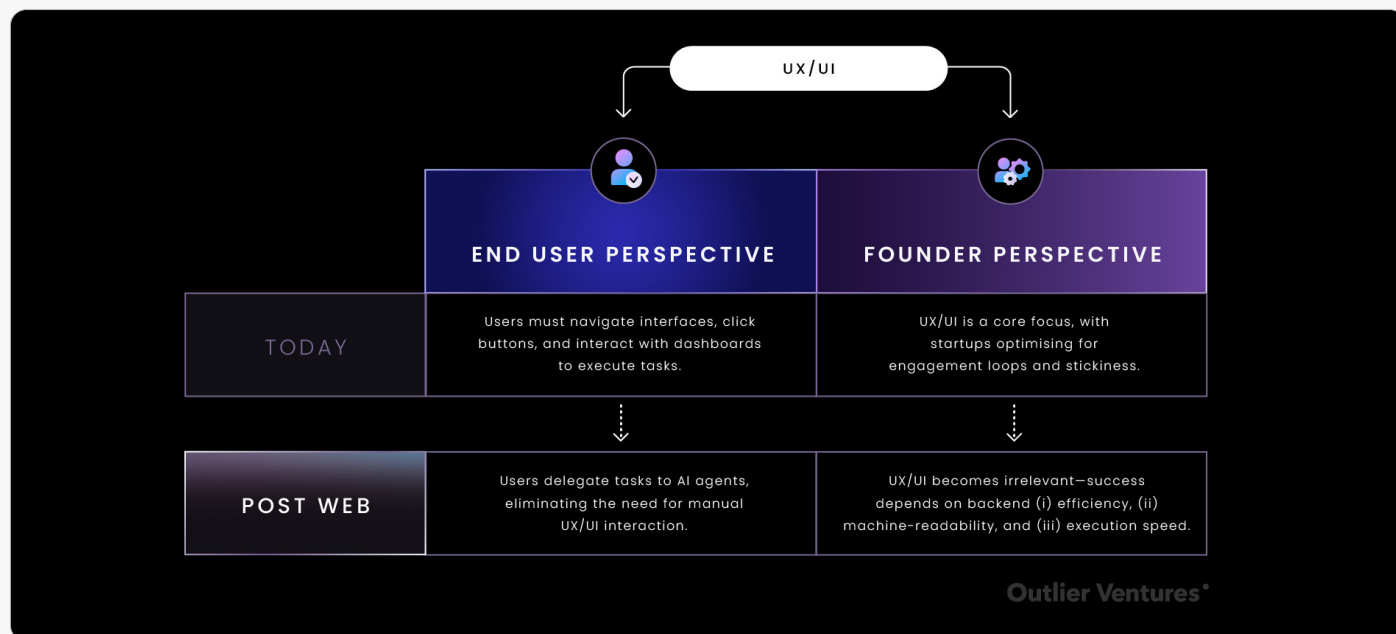 UX/UI
END USER PERSPECTIVE
FOUNDER PERSPECTIVE
TODAY
Users must navigate interfaces, click
buttons, and interact with dashboards
to execute tasks.
UX/UI is a core focus, with
startups optimising for
engagement loops and stickiness.
POST WEB
Users delegate tasks to AI agents,
eliminating the need for manual
UX/UI interaction.
UX/UI becomes irrelevant—success
depends on backend (i) efficiency, (ii)
machine-readability, and (iii) execution speed.
Outlier Ventures